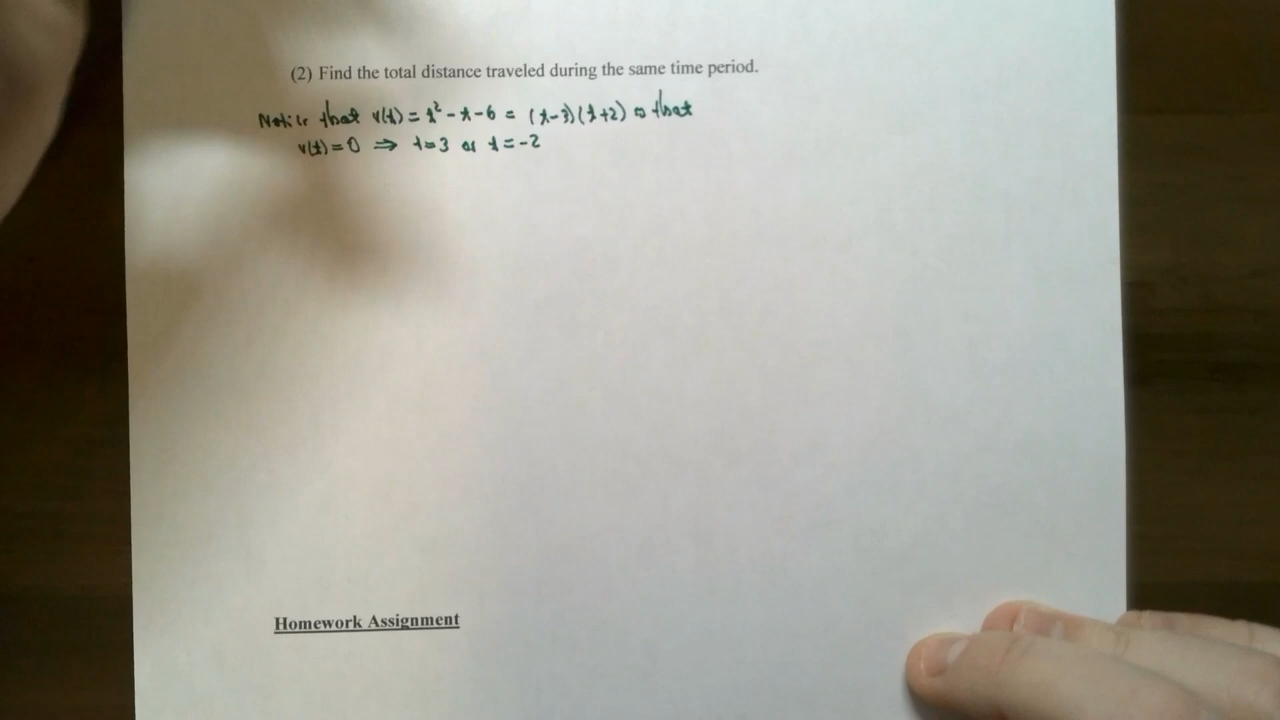 (2) Find the total distance traveled during the same time period.
Notice that v(t) = t² - t - 6 = (t-3)(t+2) so that
v(t) = 0 ⇒ t=3 or t=-2
Homework Assignment